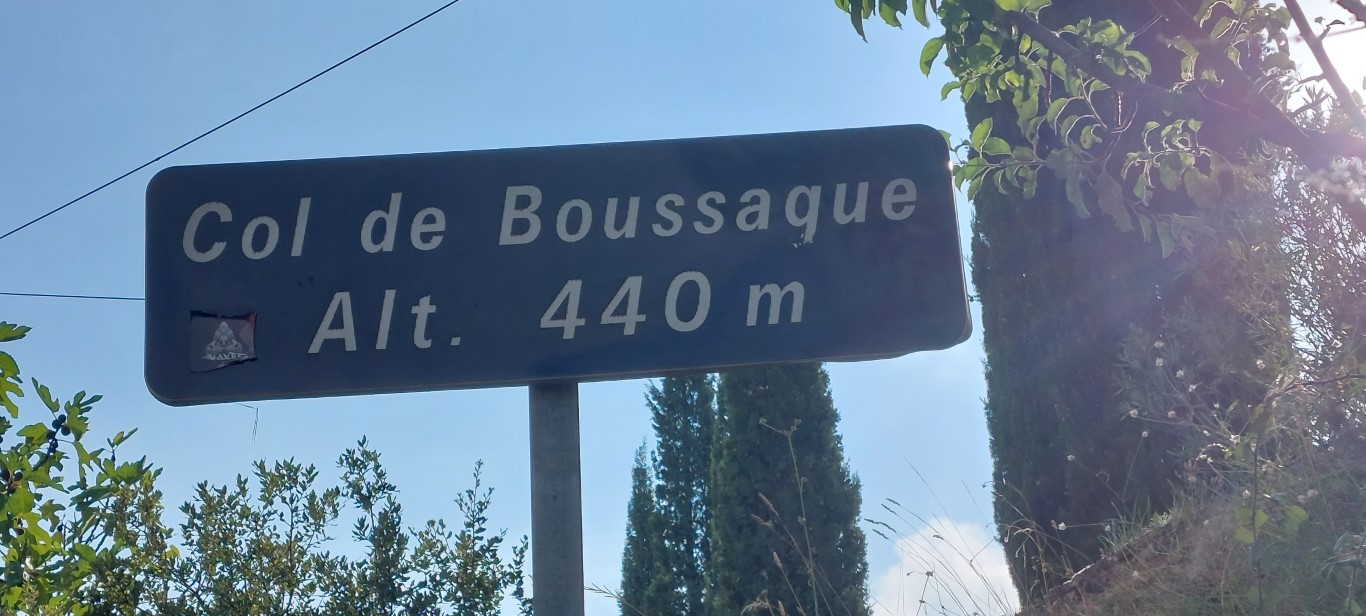 Col de Boussaque
Alt. 440 m